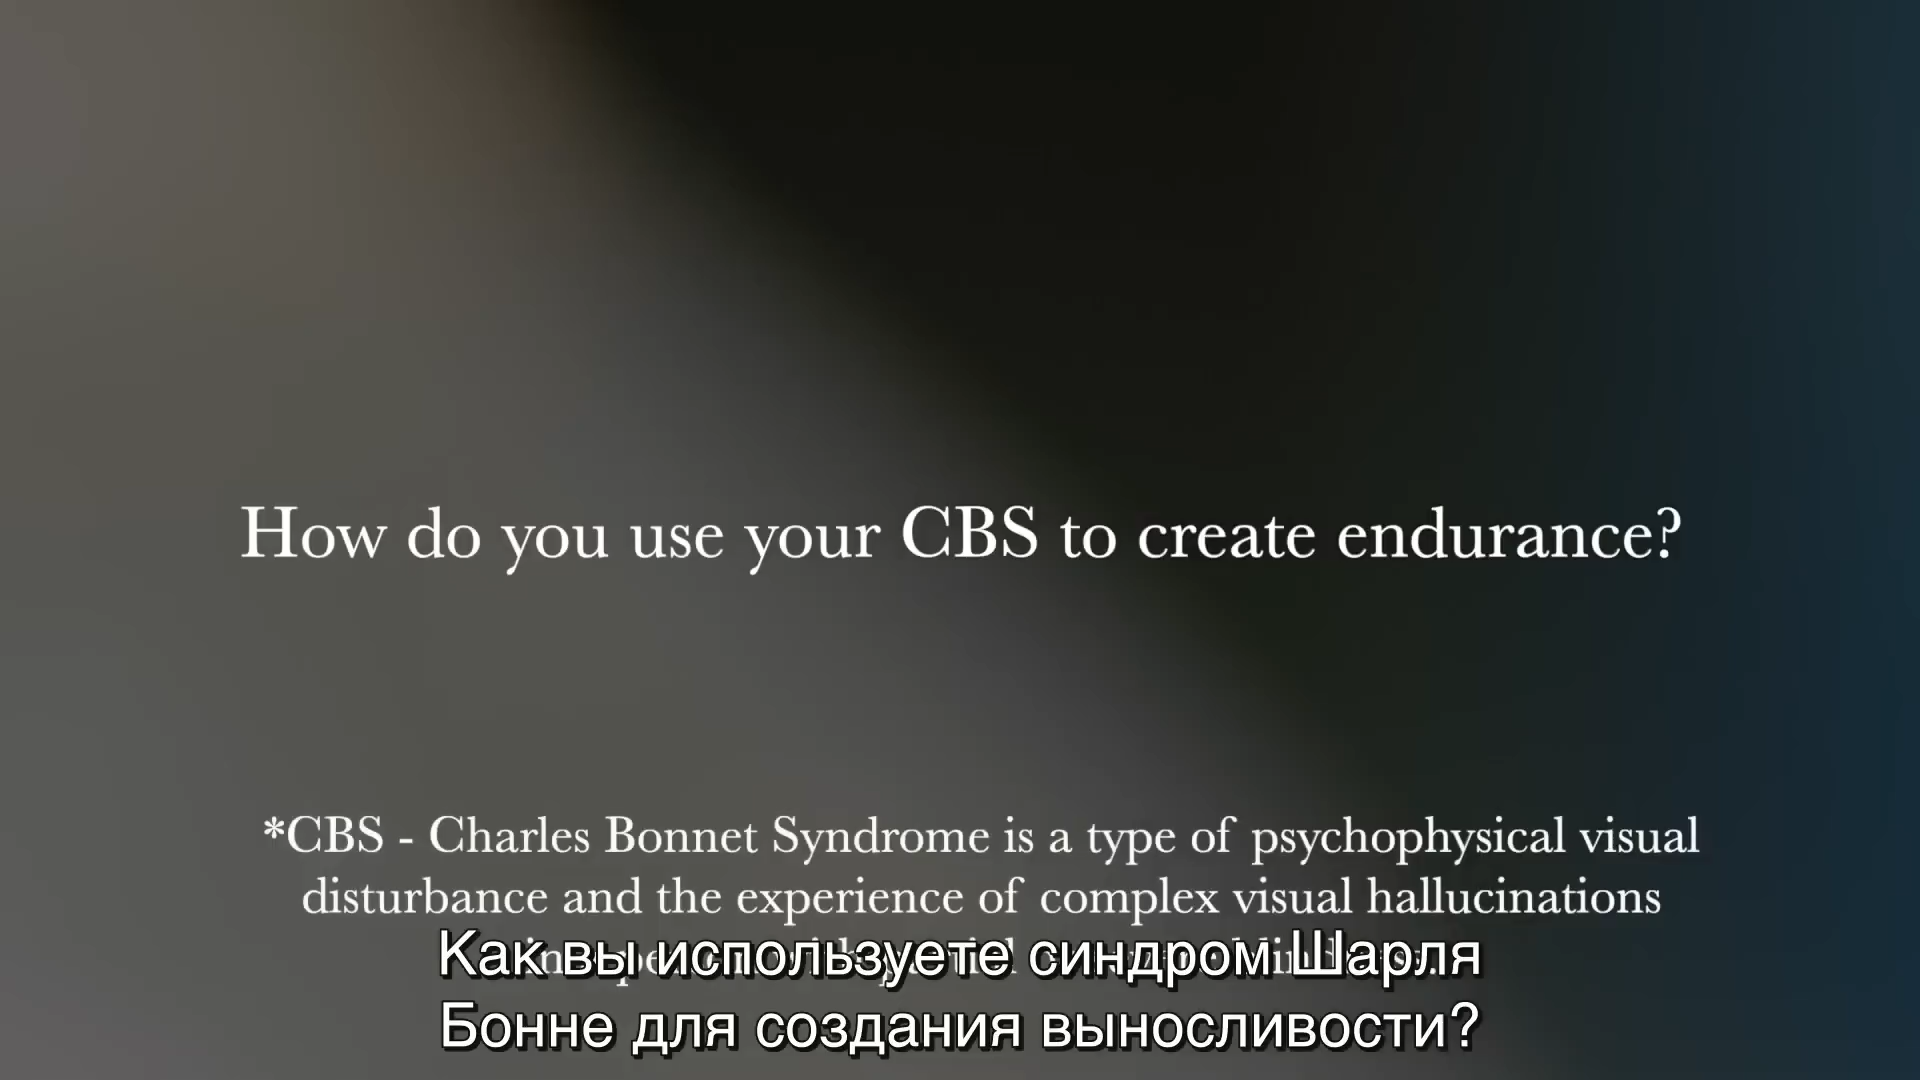 How do you use your CBS to create endurance?
*CBS - Charles Bonnet Syndrome is a type of psychophysical visual
disturbance and the experience of complex visual hallucinations
Как вы используете синдром Шарля
Бонне для создания выносливости?